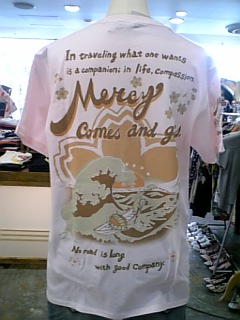 In traveling what one wants
is a companion: in life, compassion
Mercy
Comes and go.
No road is long
with good Company.